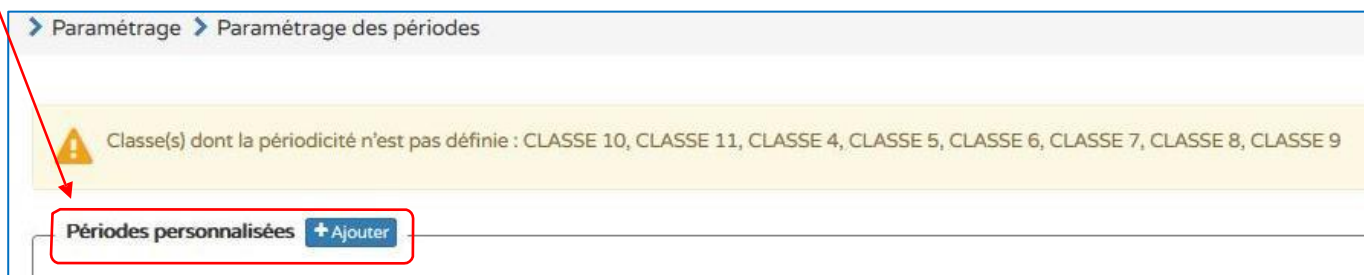 Paramétrage Paramétrage des périodes
Classe(s) dont la périodicité n'est pas définie : CLASSE 10, CLASSE 11, CLASSE 4, CLASSE 5, CLASSE 6, CLASSE 7, CLASSE 8, CLASSE 9
Périodes personnalisées +Ajouter